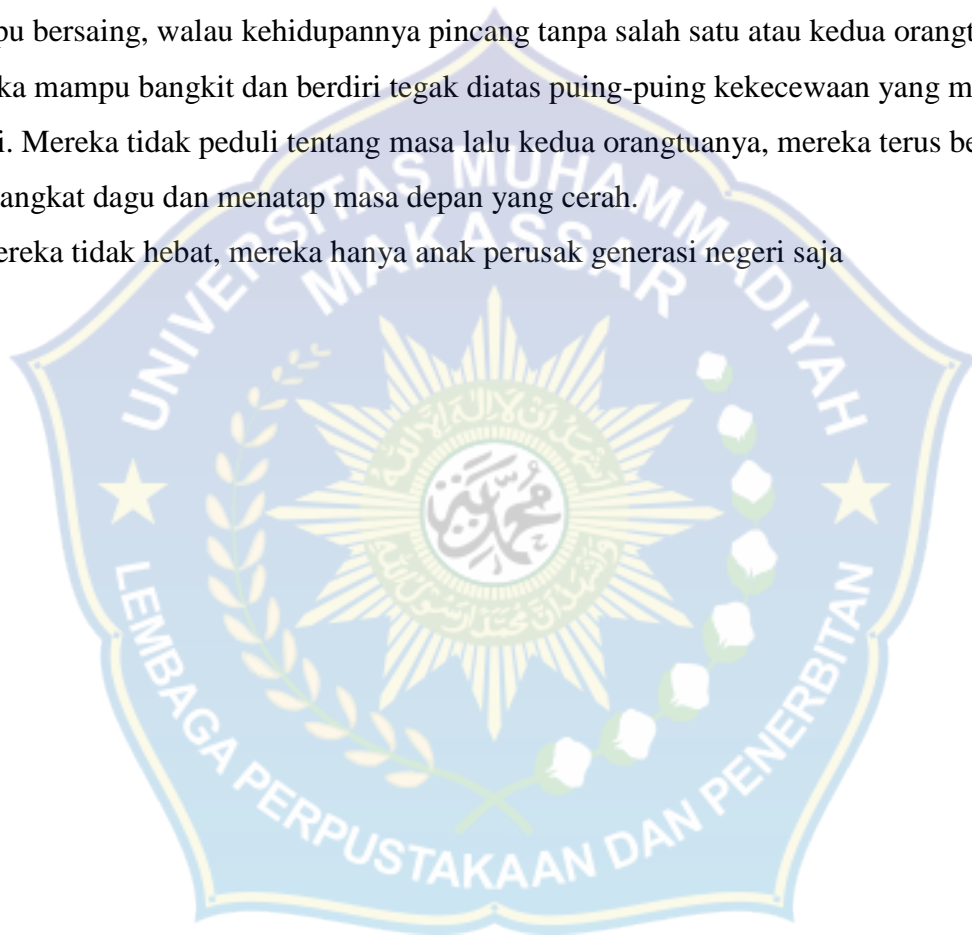 pu bersaing, walau kehidupannya pincang tanpa salah satu atau kedua orangt
ka mampu bangkit dan berdiri tegak diatas puing-puing kekecewaan yang m
i. Mereka tidak peduli tentang masa lalu kedua orangtuanya, mereka terus be
angkat dagu dan menatap masa depan yang cerah.
ereka tidak hebat, mereka hanya anak perusak generasi negeri saja
UNIVERSITAS MUHAMMADIYAH
MAKASSAR
LEMBAGA PERPUSTAKAAN DAN PENERBITAN